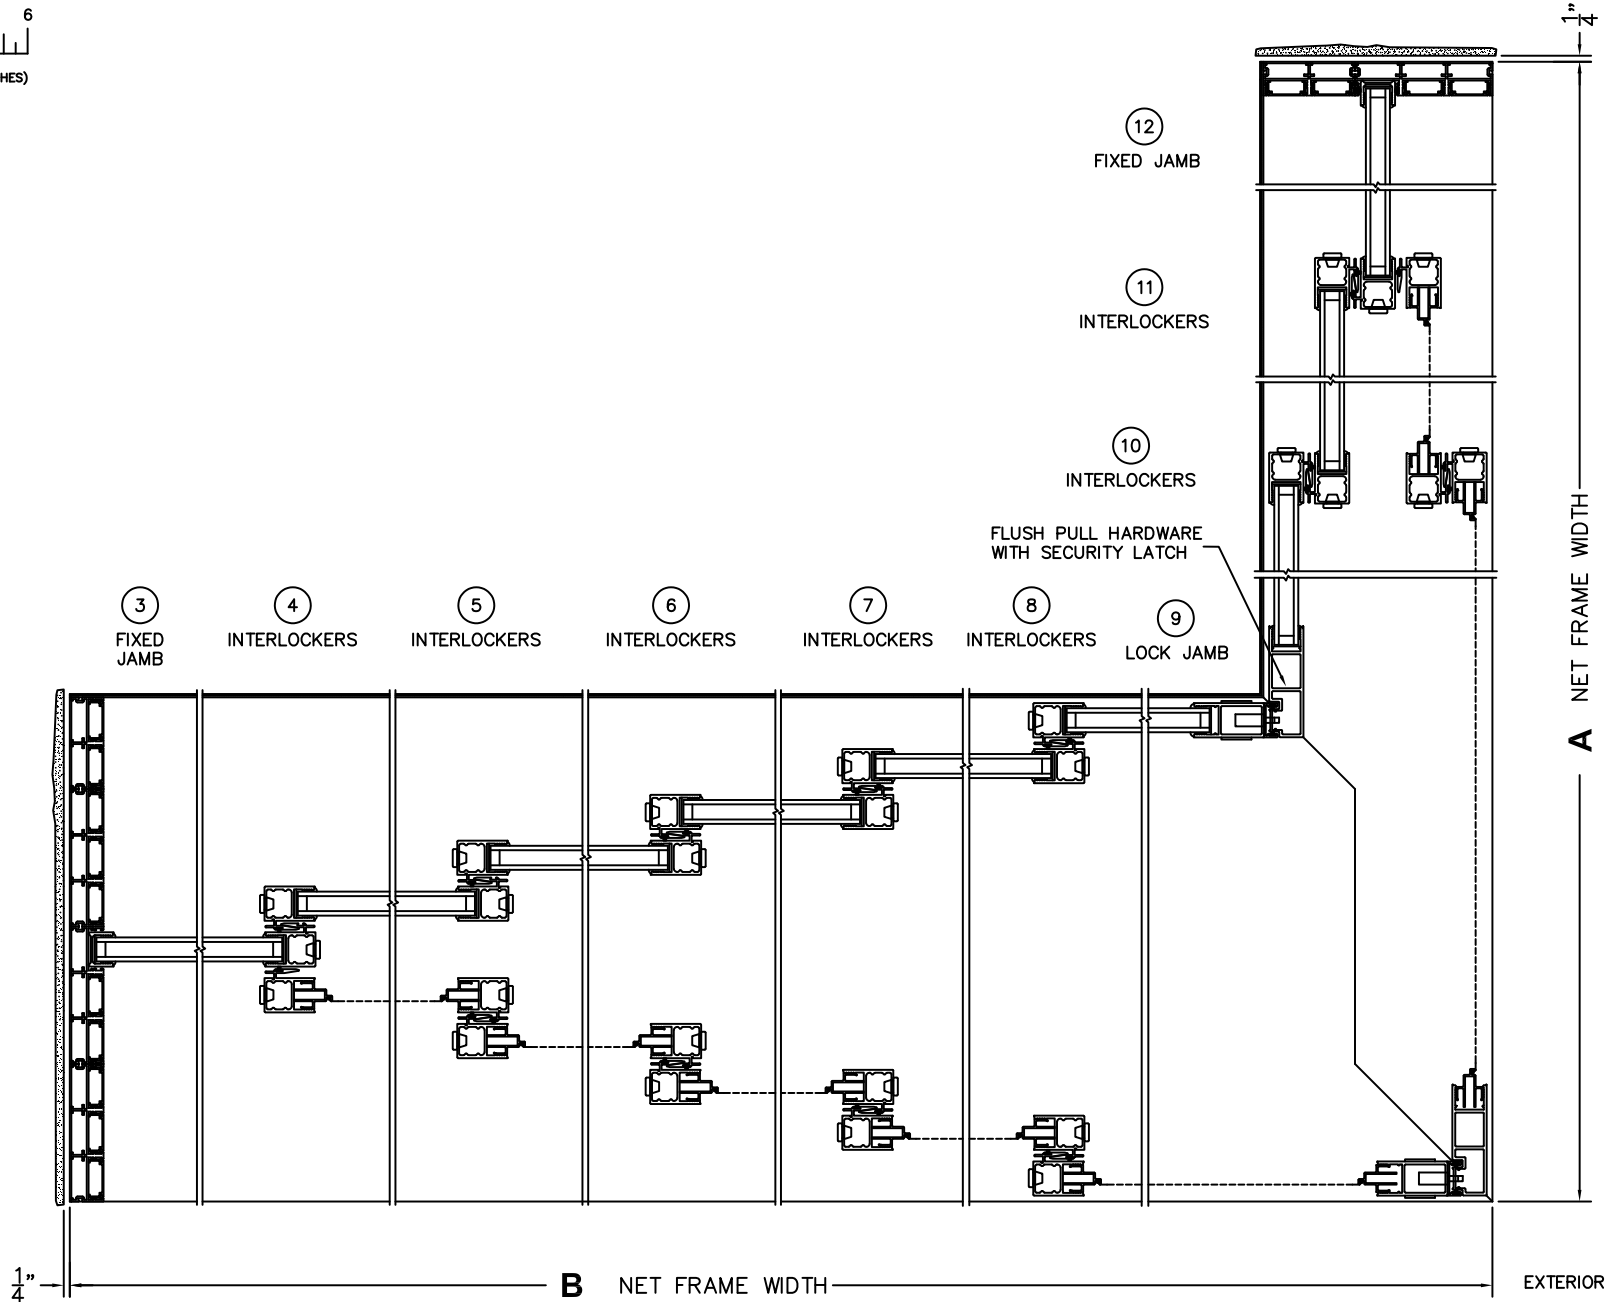 6
HES)
1"
4
12
FIXED JAMB
11
INTERLOCKERS
10
INTERLOCKERS
FLUSH PULL HARDWARE
WITH SECURITY LATCH
3
FIXED
JAMB
4
INTERLOCKERS
5
INTERLOCKERS
6
INTERLOCKERS
7
INTERLOCKERS
8
INTERLOCKERS
9
LOCK JAMB
A NET FRAME WIDTH
1"
4
B NET FRAME WIDTH
EXTERIOR